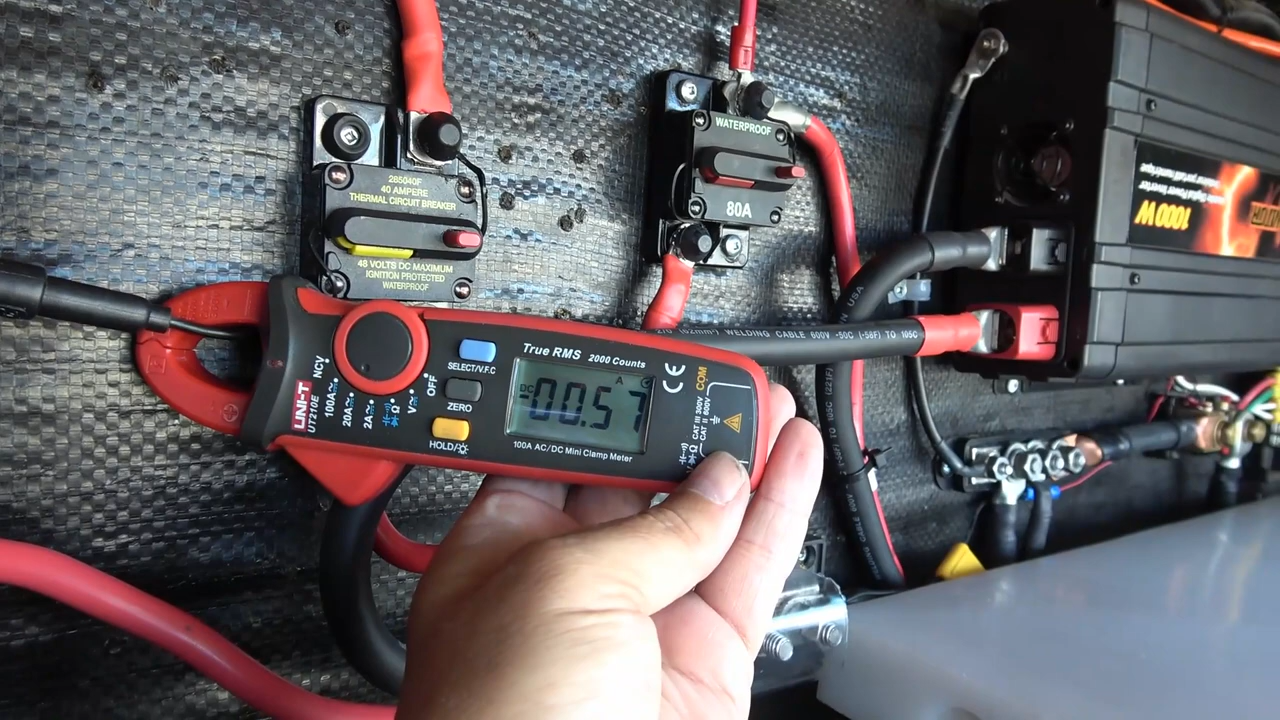 285040F
40 AMPERE
THERMAL CIRCUIT BREAKER
48 VOLTS DC MAXIMUM
IGNITION PROTECTED
WATERPROOF
WATERPROOF
80A
1000 W
USA
WELDING CABLE 600V -50C (-58F) TO 105C
True RMS 2000 Counts
SELECT/V.F.C
ZERO
HOLD/
DC
A
-00.57
100A AC/DC Mini Clamp Meter
UNI-T
UT210E
NCV
100A
20A
2A
V
Ω
OFF
CE
COM
CAT III 300V
CAT II 600V